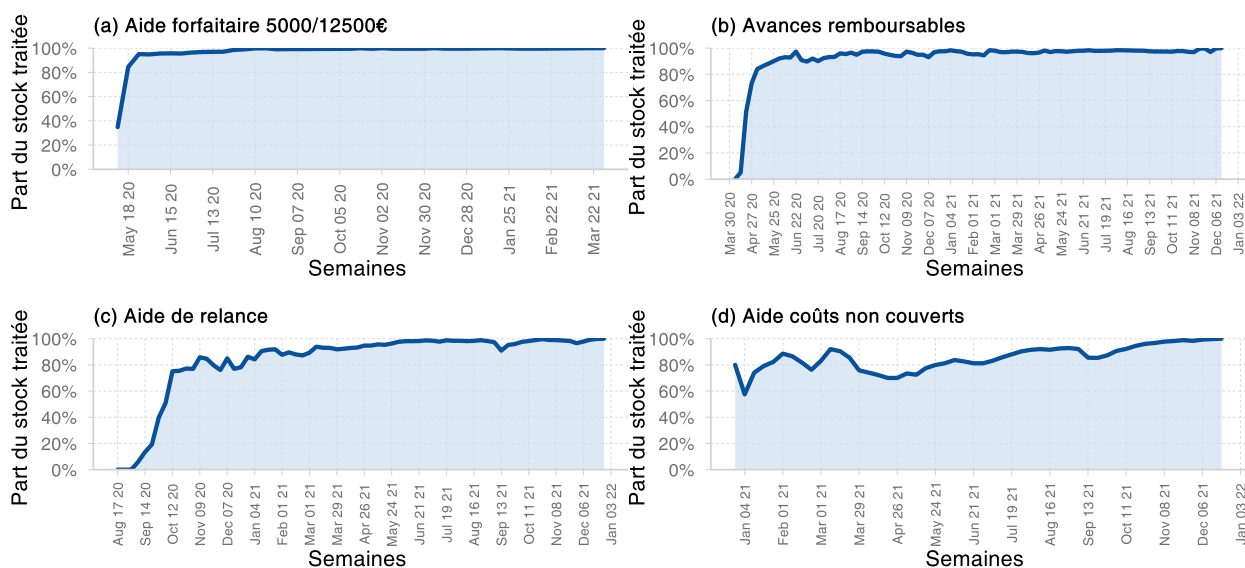 (a) Aide forfaitaire 5000/12500€
Part du stock traitée
100%
80%
60%
40%
20%
0%
May 18 20
Jun 15 20
Jul 13 20
Aug 10 20
Sep 07 20
Oct 05 20
Nov 02 20
Nov 30 20
Dec 28 20
Jan 25 21
Feb 22 21
Mar 22 21
Semaines
(b) Avances remboursables
Part du stock traitée
100%
80%
60%
40%
20%
0%
Mar 30 20
Apr 27 20
May 25 20
Jun 22 20
Jul 20 20
Aug 17 20
Sep 14 20
Oct 12 20
Nov 09 20
Dec 07 20
Jan 04 21
Feb 01 21
Mar 01 21
Mar 29 21
Apr 26 21
May 24 21
Jun 21 21
Jul 19 21
Aug 16 21
Sep 13 21
Oct 11 21
Nov 08 21
Dec 06 21
Jan 03 22
Semaines
(c) Aide de relance
Part du stock traitée
100%
80%
60%
40%
20%
0%
Aug 17 20
Sep 14 20
Oct 12 20
Nov 09 20
Dec 07 20
Jan 04 21
Feb 01 21
Mar 01 21
Mar 29 21
Apr 26 21
May 24 21
Jun 21 21
Jul 19 21
Aug 16 21
Sep 13 21
Oct 11 21
Nov 08 21
Dec 06 21
Jan 03 22
Semaines
(d) Aide coûts non couverts
Part du stock traitée
100%
80%
60%
40%
20%
0%
Jan 04 21
Feb 01 21
Mar 01 21
Mar 29 21
Apr 26 21
May 24 21
Jun 21 21
Jul 19 21
Aug 16 21
Sep 13 21
Oct 11 21
Nov 08 21
Dec 06 21
Jan 03 22
Semaines